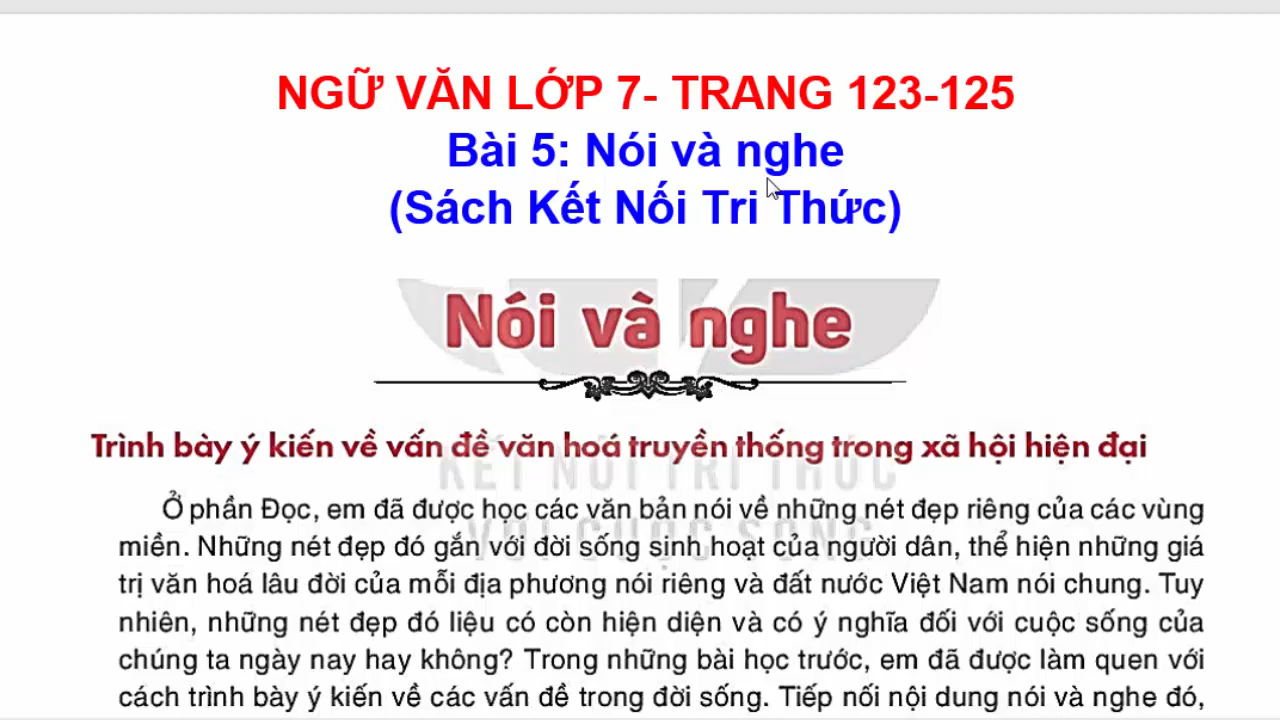 NGỮ VĂN LỚP 7- TRANG 123-125
Bài 5: Nói và nghe
(Sách Kết Nối Tri Thức)
Nói và nghe
Trình bày ý kiến về vấn đề văn hoá truyền thống trong xã hội hiện đại
KẾT NỐI TRI THỨC
VỚI CUỘC SỐNG
Ở phần Đọc, em đã được học các văn bản nói về những nét đẹp riêng của các vùng
miền. Những nét đẹp đó gắn với đời sống sinh hoạt của người dân, thể hiện những giá
trị văn hoá lâu đời của mỗi địa phương nói riêng và đất nước Việt Nam nói chung. Tuy
nhiên, những nét đẹp đó liệu có còn hiện diện và có ý nghĩa đối với cuộc sống của
chúng ta ngày nay hay không? Trong những bài học trước, em đã được làm quen với
cách trình bày ý kiến về các vấn đề trong đời sống. Tiếp nối nội dung nói và nghe đó,